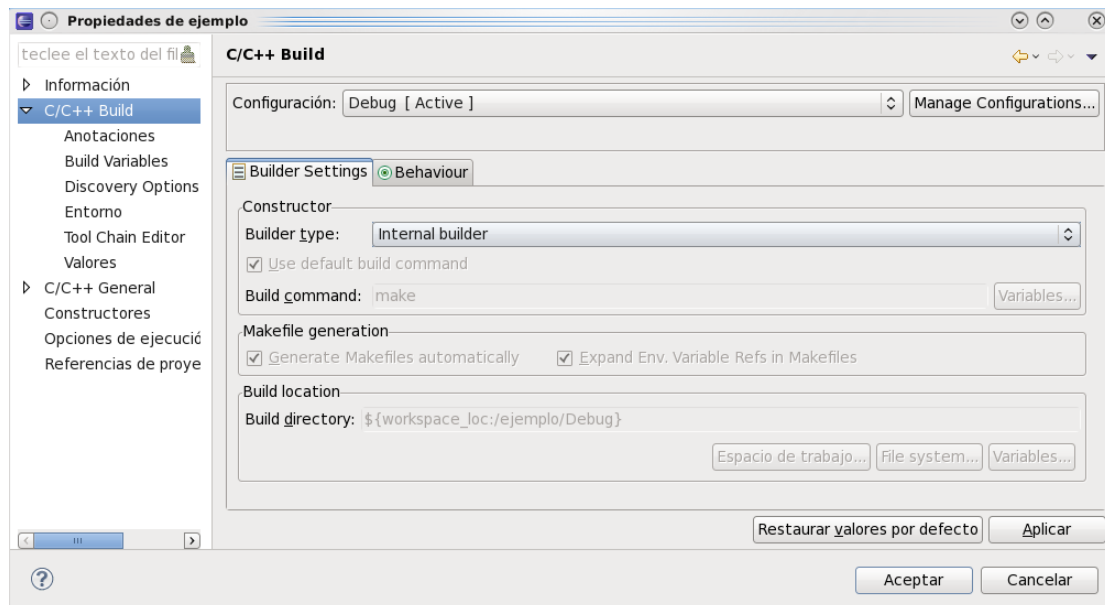 Propiedades de ejemplo
teclee el texto del fil
Información
C/C++ Build
Anotaciones
Build Variables
Discovery Options
Entorno
Tool Chain Editor
Valores
C/C++ General
Constructores
Opciones de ejecució
Referencias de proye
C/C++ Build
Configuración: Debug [ Active ] Manage Configurations...
Builder Settings Behaviour
Constructor
Builder type: Internal builder
Use default build command
Build command: make Variables...
Makefile generation
Generate Makefiles automatically Expand Env. Variable Refs in Makefiles
Build location
Build directory: ${workspace_loc:/ejemplo/Debug}
Espacio de trabajo... File system... Variables...
Restaurar valores por defecto Aplicar
Aceptar Cancelar